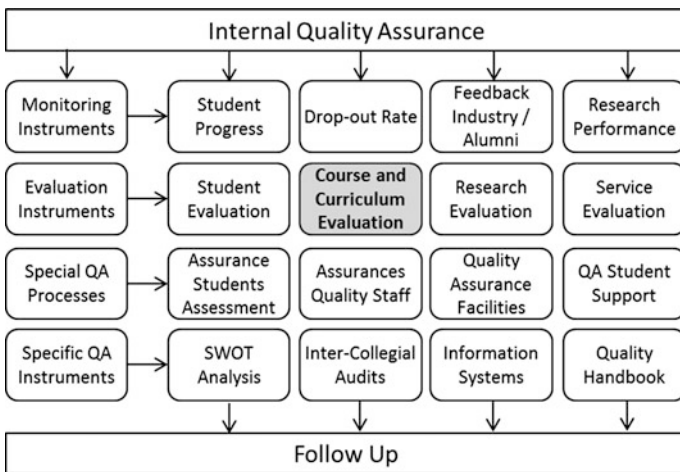 Internal Quality Assurance
Monitoring
Instruments
Student
Progress
Drop-out Rate
Feedback
Industry /
Alumni
Research
Performance
Evaluation
Instruments
Student
Evaluation
Course and
Curriculum
Evaluation
Research
Evaluation
Service
Evaluation
Special QA
Processes
Assurance
Students
Assessment
Assurances
Quality Staff
Quality
Assurance
Facilities
QA Student
Support
Specific QA
Instruments
SWOT
Analysis
Inter-Collegial
Audits
Information
Systems
Quality
Handbook
Follow Up